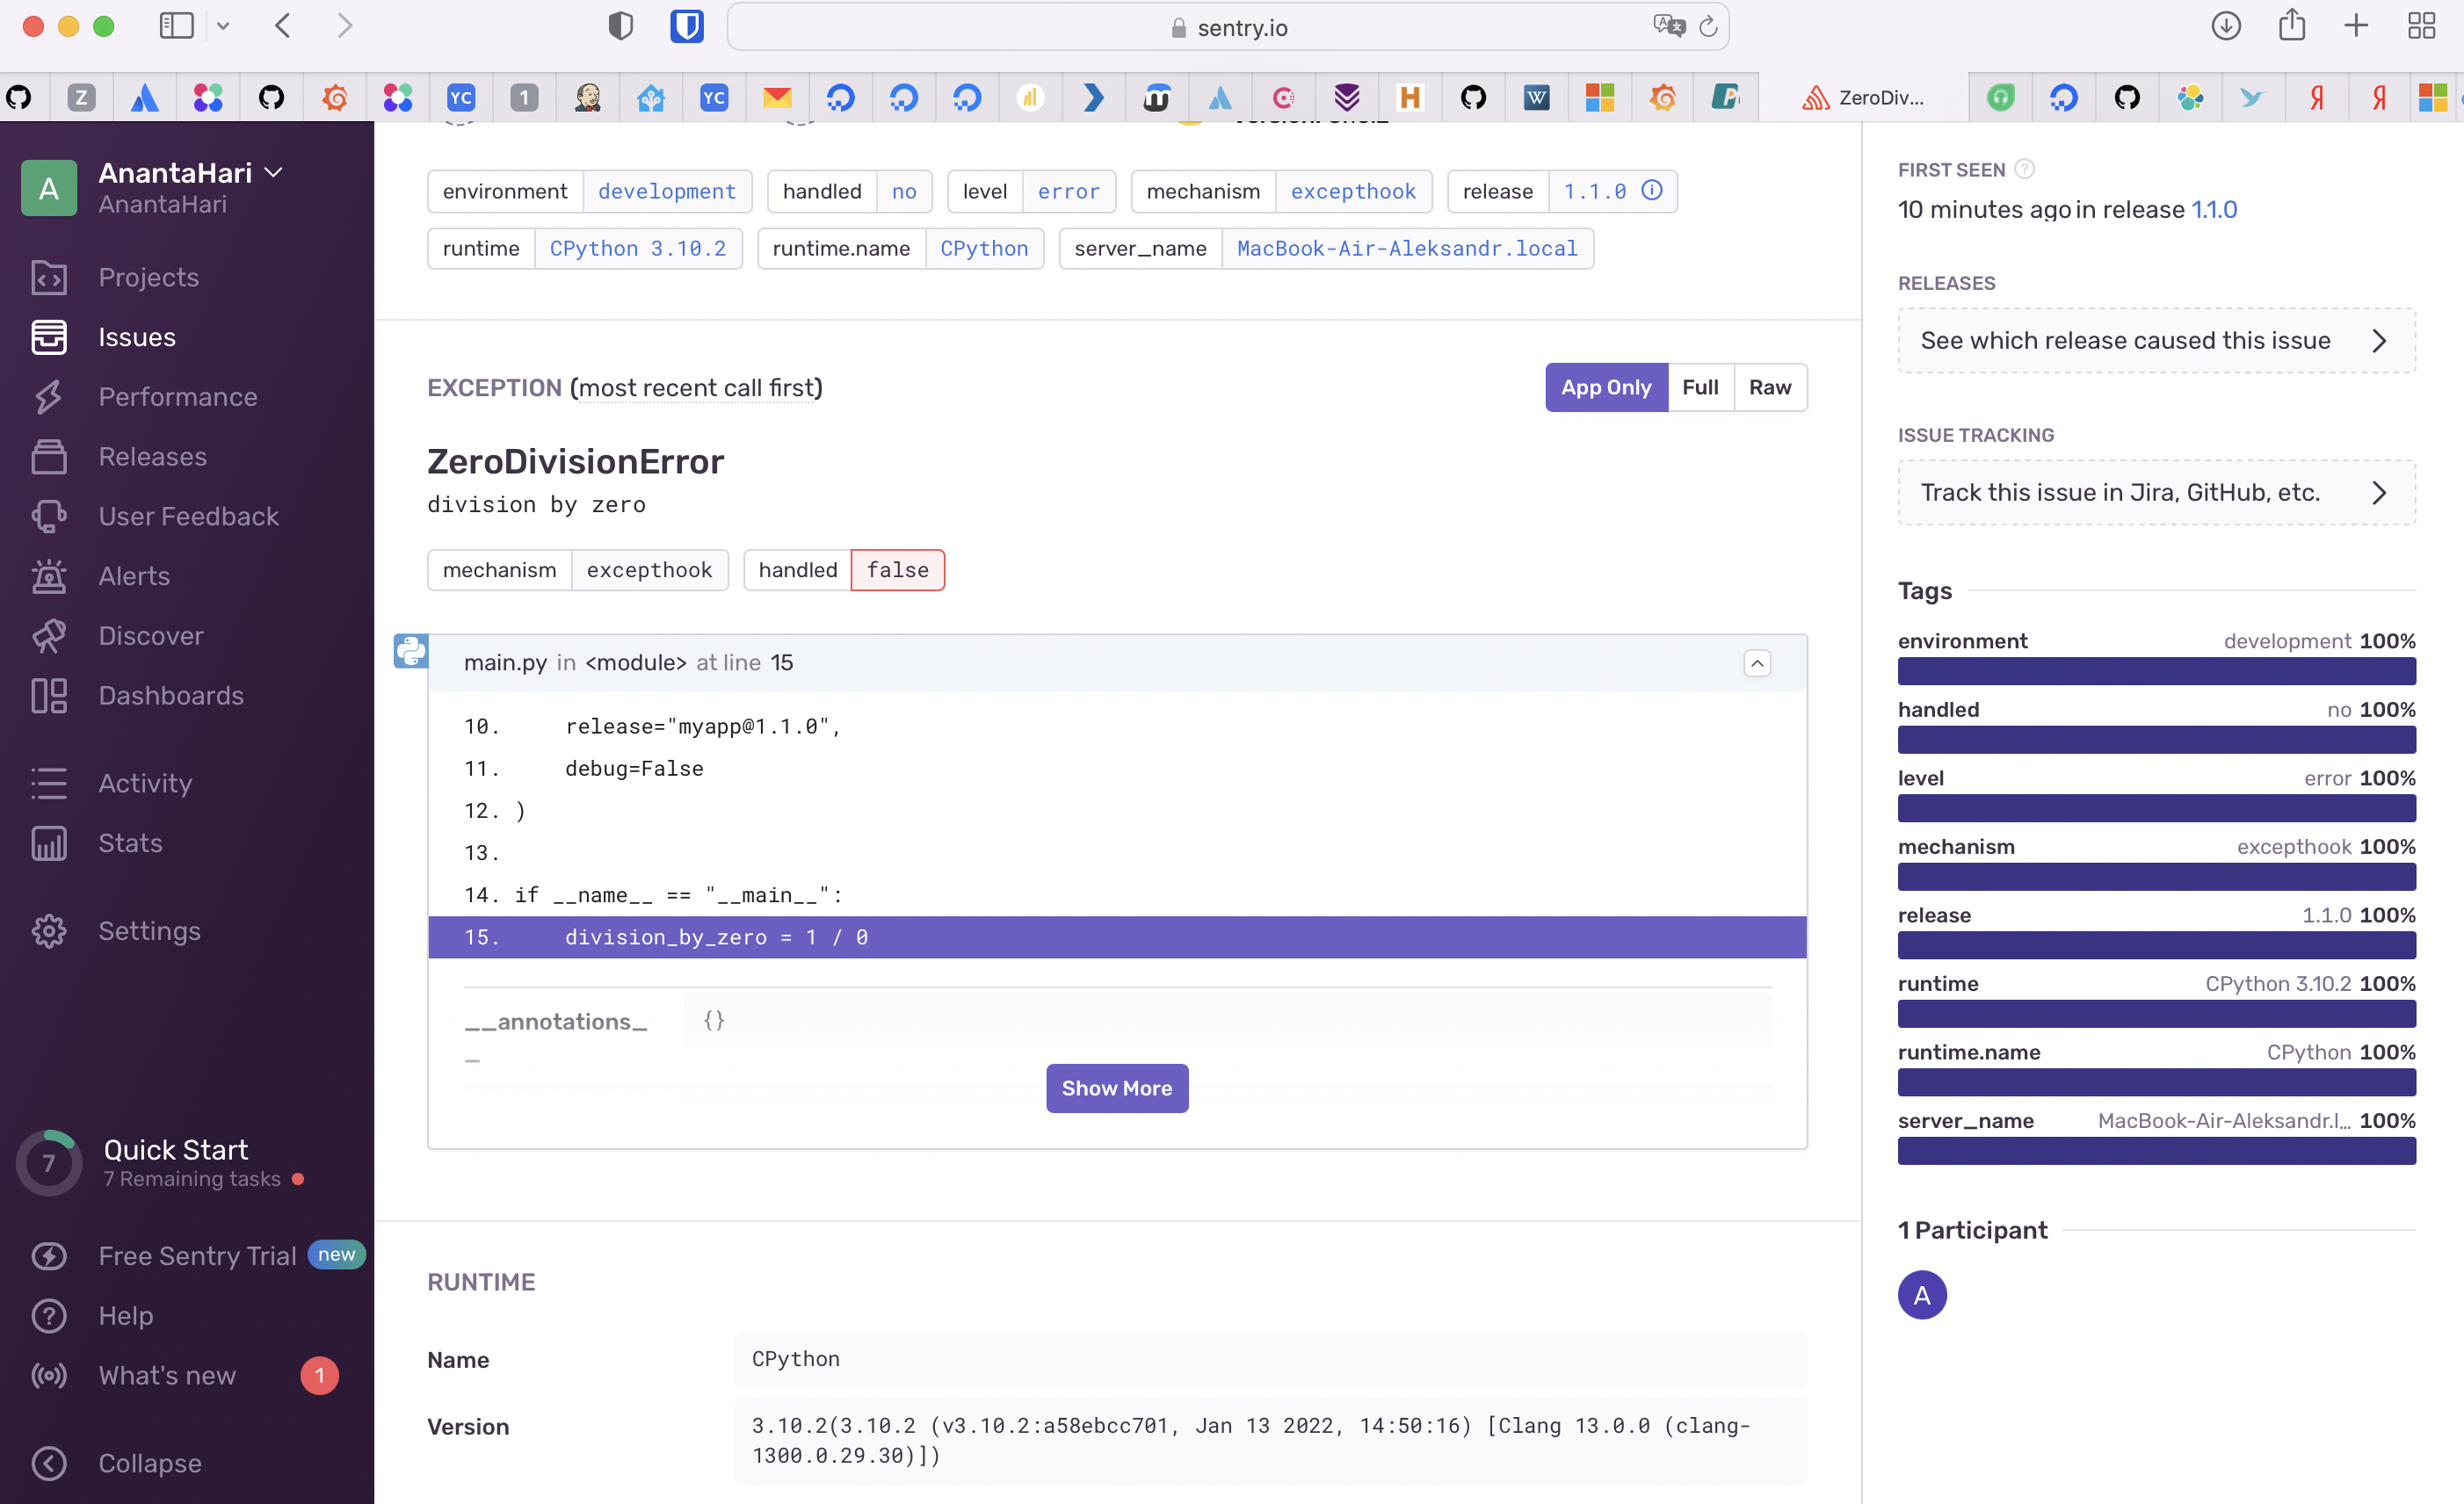 sentry.io
Z
YC
1
YC
H
W
ZeroDiv...
Я
Я
A
AnantaHari
AnantaHari
Projects
Issues
Performance
Releases
User Feedback
Alerts
Discover
Dashboards
Activity
Stats
Settings
7
Quick Start
7 Remaining tasks
Free Sentry Trial new
Help
What's new 1
Collapse
environment development handled no level error mechanism excepthook release 1.1.0
runtime CPython 3.10.2 runtime.name CPython server_name MacBook-Air-Aleksandr.local
EXCEPTION (most recent call first) App Only Full Raw
ZeroDivisionError
division by zero
mechanism excepthook handled false
main.py in <module> at line 15
10. release="myapp@1.1.0",
11. debug=False
12. )
13.
14. if __name__ == "__main__":
15. division_by_zero = 1 / 0
__annotations_ {}
_
Show More
RUNTIME
Name CPython
Version 3.10.2(3.10.2 (v3.10.2:a58ebcc701, Jan 13 2022, 14:50:16) [Clang 13.0.0 (clang-
1300.0.29.30)])
FIRST SEEN ?
10 minutes ago in release 1.1.0
RELEASES
See which release caused this issue
ISSUE TRACKING
Track this issue in Jira, GitHub, etc.
Tags
environment development 100%
handled no 100%
level error 100%
mechanism excepthook 100%
release 1.1.0 100%
runtime CPython 3.10.2 100%
runtime.name CPython 100%
server_name MacBook-Air-Aleksandr.l... 100%
1 Participant
A